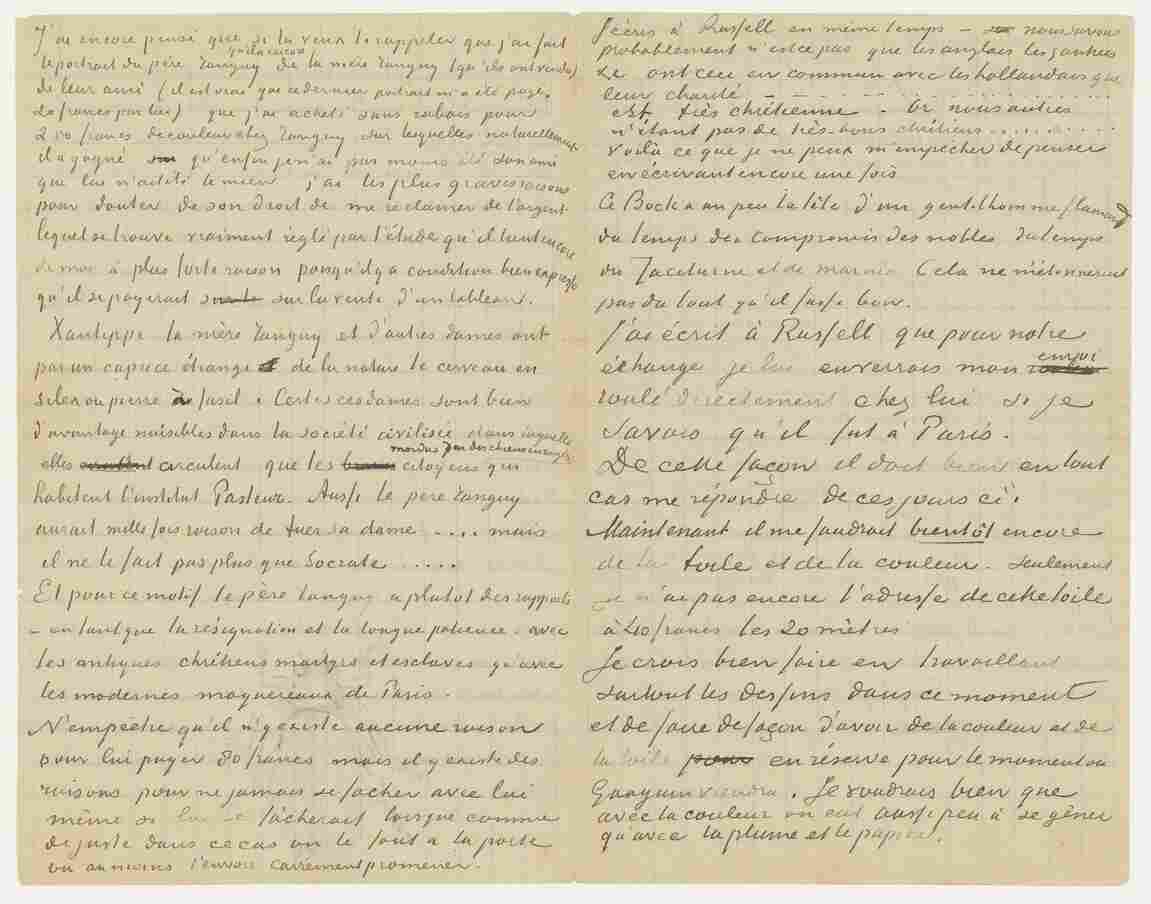 J'ai encore pensé que si tu veux te rappeler que j'ai fait
le portrait du père Tanguy qu'il a encore de la mère Tanguy (qu'ils ont vendu)
de leur ami (il est vrai que ce dernier portrait m'a été payé
20 francs par lui) que j'ai acheté sans rabais pour
250 francs de couleur chez Tanguy sur lesquelles naturellement
il a gagné qu'enfin je n'ai pas moins été son ami
que lui n'a été le mien j'ai les plus graves raisons
pour douter de son droit de me réclamer de l'argent
lequel se trouve vraiment réglé par l'étude qu'il tient encore
de moi à plus forte raison puisqu'il y a condition bien expresse
qu'il se payerait sur la vente d'un tableau.
Xantippe la mère Tanguy et d'autres dames ont
par un caprice étrange de la nature le cerveau en
silex ou pierre à fusil. Certes ces dames sont bien
d'avantage nuisibles dans la société civilisée dans laquelle
elles circulent que les citoyens mordus par des chiens enragés qui
habitent l'institut Pasteur. Aussi le père Tanguy
aurait mille fois raison de tuer sa dame .... mais
il ne le fait pas plus que Socrate .....
Et pour ce motif le père Tanguy a plutot des rapports
– en tant que la résignation et la longue patience – avec
les antiques chrétiens martyrs et esclaves qu'avec
les modernes maquereaux de Paris.
N'empêche qu'il n'y existe aucune raison
pour lui payer 80 francs mais il y existe des
raisons pour ne jamais se facher avec lui
même si lui se fâcherait lorsque comme
de juste dans ce cas on le fout à la porte
ou au moins l'envoie carrément promener.
J'écris à Russell en même temps – nous savons
probablement n'est ce pas que les anglais les yankees
&c ont ceci en commun avec les hollandais que
leur charité – – – ..........
est très chrétienne. Or nous autres
n'étant pas de très bons chrétiens.........
Voilà ce que je ne peux m'empêcher de penser
en écrivant encore une fois
Ce Bock a un peu la tête d'un gentilhomme flamand
du temps du compromis des nobles du temps
du Taciturne et de Marnix Cela ne m'étonnerait
pas du tout qu'il fusse bon.
J'ai écrit à Russell que pour notre
échange je lui enverrais mon envoi
roulé directement chez lui si je
savais qu'il fut à Paris.
De cette façon il doit bien en tout
cas me répondre de ces jours ci.
Maintenant il me faudrait bientôt encore
de la toile et de la couleur. Seulement
je n'ai pas encore l'adresse de cette toile
à 40 francs les 20 mètres
Je crois bien faire en travaillant
surtout les dessins dans ce moment
et de faire de façon d'avoir de la couleur et de
la toile en réserve pour le moment où
Gauguin viendra. Je voudrais bien que
avec la couleur on eut aussi peu à se gêner
qu'avec la plume et le papier!